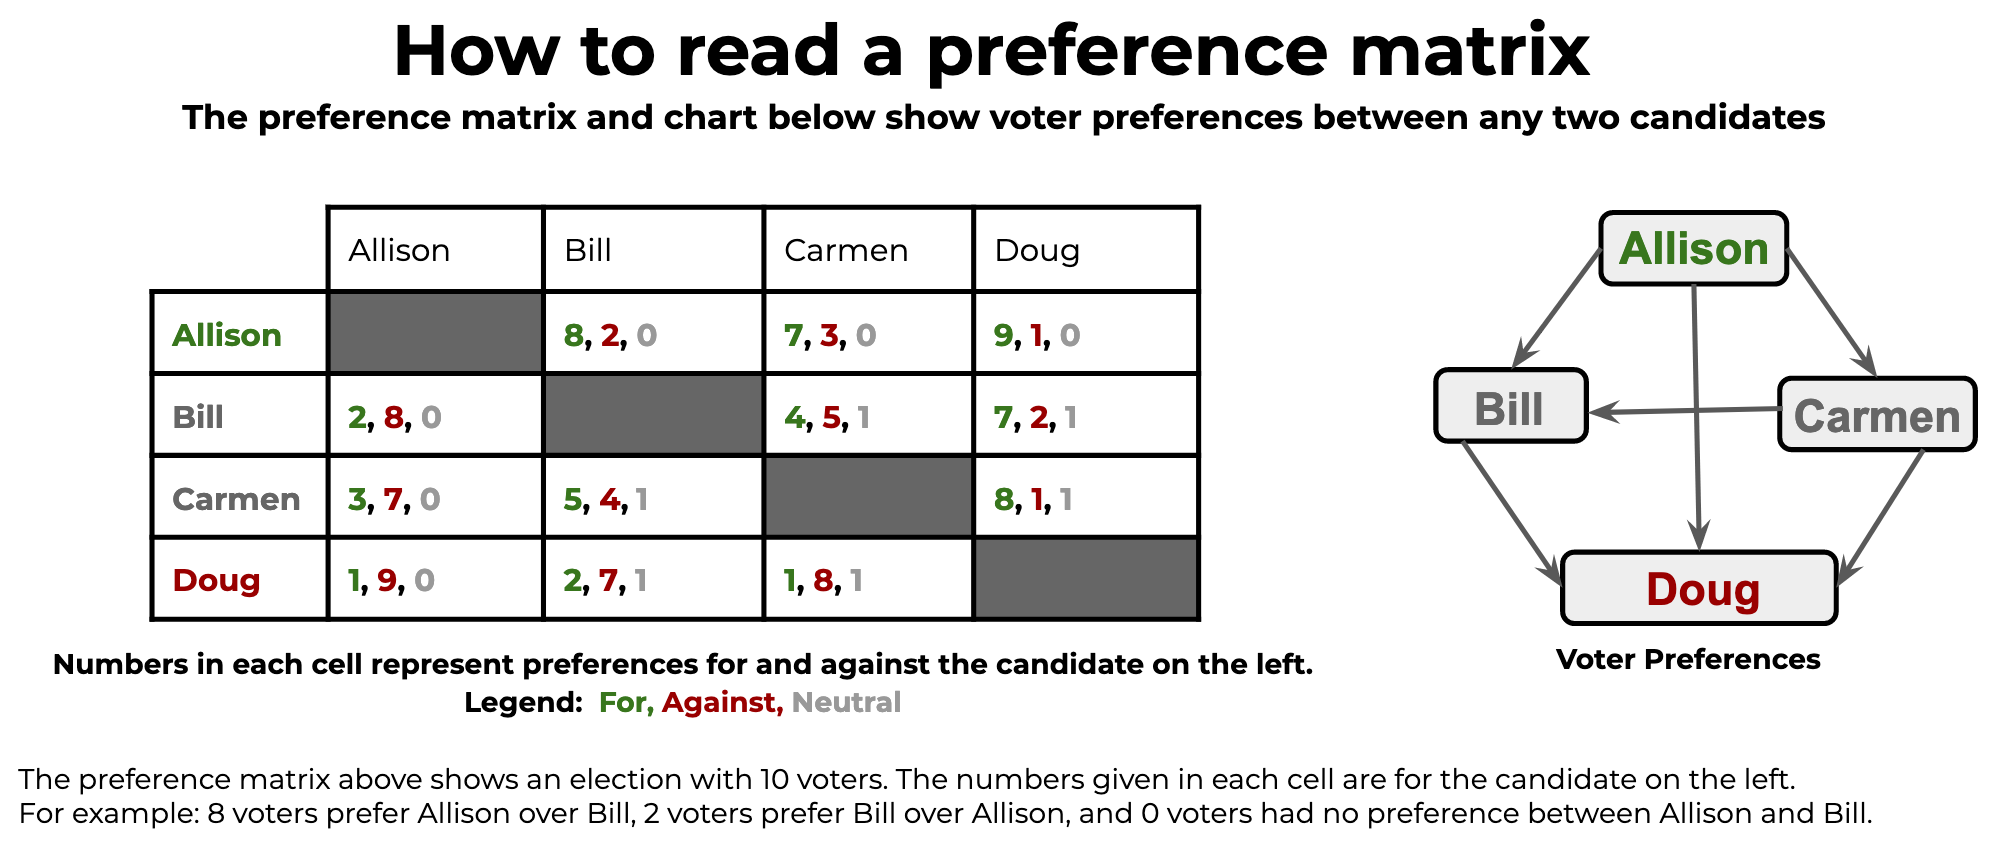 How to read a preference matrix
The preference matrix and chart below show voter preferences between any two candidates
Allison Bill Carmen Doug
Allison 8, 2, 0 7, 3, 0 9, 1, 0
Bill 2, 8, 0 4, 5, 1 7, 2, 1
Carmen 3, 7, 0 5, 4, 1 8, 1, 1
Doug 1, 9, 0 2, 7, 1 1, 8, 1
Numbers in each cell represent preferences for and against the candidate on the left.
Legend: For, Against, Neutral
Allison
Bill
Carmen
Doug
Voter Preferences
The preference matrix above shows an election with 10 voters. The numbers given in each cell are for the candidate on the left.
For example: 8 voters prefer Allison over Bill, 2 voters prefer Bill over Allison, and 0 voters had no preference between Allison and Bill.